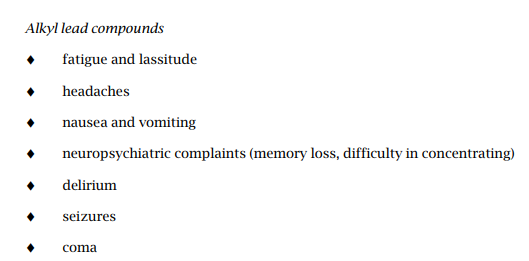 Alkyl lead compounds
♦ fatigue and lassitude
♦ headaches
♦ nausea and vomiting
♦ neuropsychiatric complaints (memory loss, difficulty in concentrating)
♦ delirium
♦ seizures
♦ coma